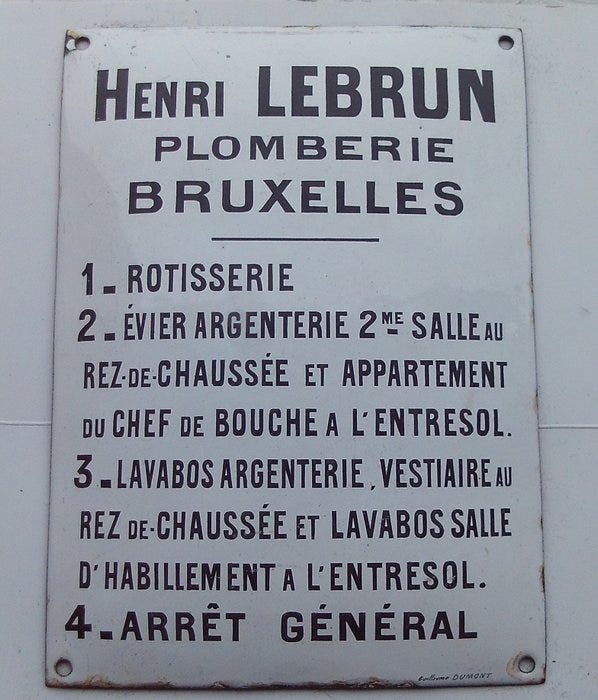 HENRI LEBRUN
PLOMBERIE
BRUXELLES
1-ROTISSERIE
2-ÉVIER ARGENTERIE 2ME SALLE AU
REZ-DE-CHAUSSÉE ET APPARTEMENT
DU CHEF DE BOUCHE A L'ENTRESOL.
3-LAVABOS ARGENTERIE, VESTIAIRE AU
REZ DE-CHAUSSÉE ET LAVABOS SALLE
D'HABILLEMENT A L'ENTRESOL.
4-ARRÊT GÉNÉRAL
Guillaume DUMONT